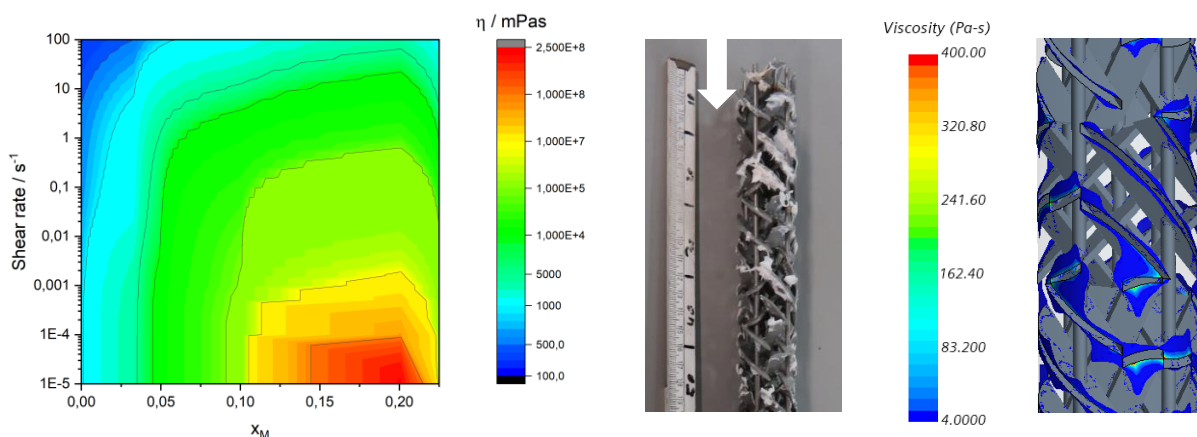 η / mPas
2,500E+8
1,000E+8
1,000E+7
1,000E+5
1,000E+4
5000
1000
500,0
100,0
Shear rate / s⁻¹
100
10
1
0,1
0,01
0,001
1E-4
1E-5
0,00
0,05
0,10
0,15
0,20
x_M
50
Viscosity (Pa-s)
400.00
320.80
241.60
162.40
83.200
4.0000